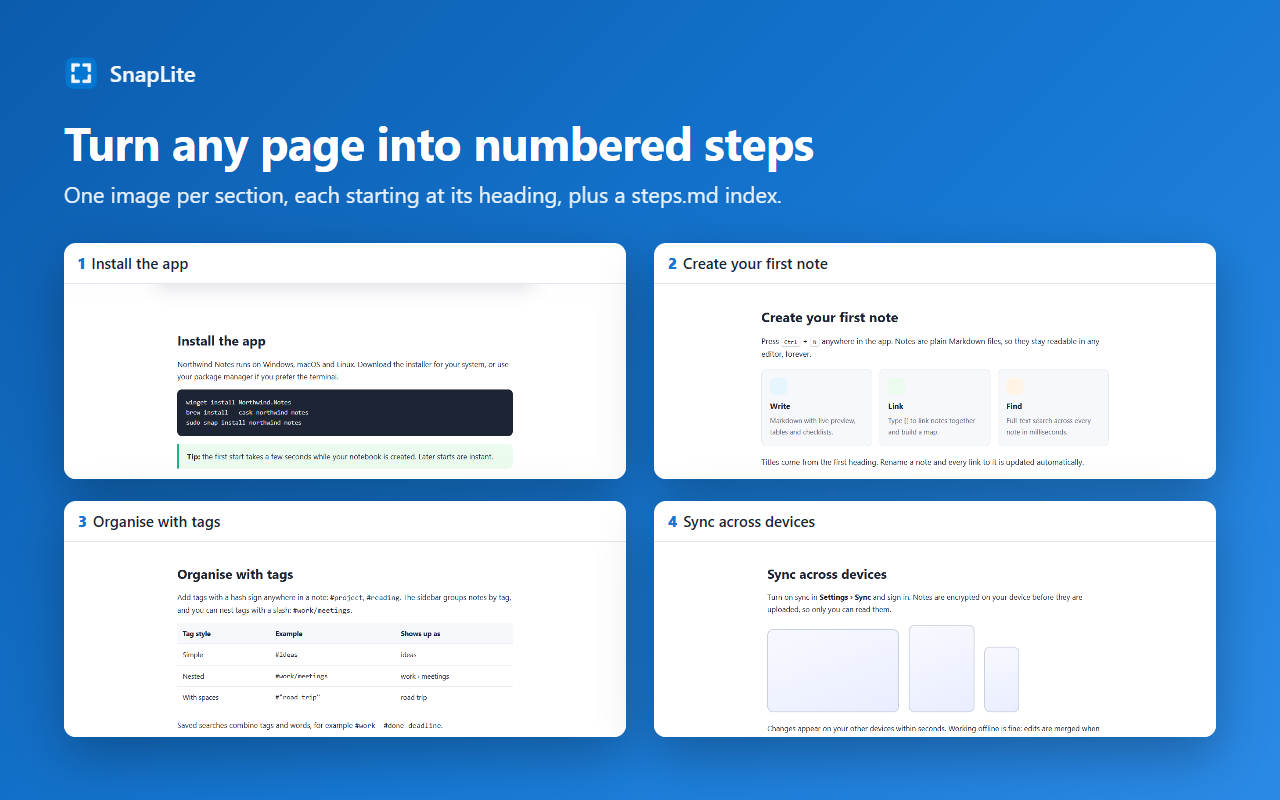 SnapLite
Turn any page into numbered steps
One image per section, each starting at its heading, plus a steps.md index.
1 Install the app
Install the app
Northwind Notes runs on Windows, macOS and Linux. Download the installer for your system, or use
your package manager if you prefer the terminal.
winget install Northwind.Notes
brew install  cask northwind notes
sudo snap install northwind notes
Tip: the first start takes a few seconds while your notebook is created. Later starts are instant.
2 Create your first note
Create your first note
Press Ctrl + N anywhere in the app. Notes are plain Markdown files, so they stay readable in any
editor, forever.
Write
Markdown with live preview,
tables and checklists.
Link
Type [[ to link notes together
and build a map.
Find
Full text search across every
note in milliseconds.
Titles come from the first heading. Rename a note and every link to it is updated automatically.
3 Organise with tags
Organise with tags
Add tags with a hash sign anywhere in a note: #project, #reading. The sidebar groups notes by tag,
and you can nest tags with a slash: #work/meetings.
Tag style Example Shows up as
Simple #ideas ideas
Nested #work/meetings work › meetings
With spaces #"road trip" road trip
Saved searches combine tags and words, for example #work  #done deadline.
4 Sync across devices
Sync across devices
Turn on sync in Settings › Sync and sign in. Notes are encrypted on your device before they are
uploaded, so only you can read them.
Changes appear on your other devices within seconds. Working offline is fine: edits are merged when